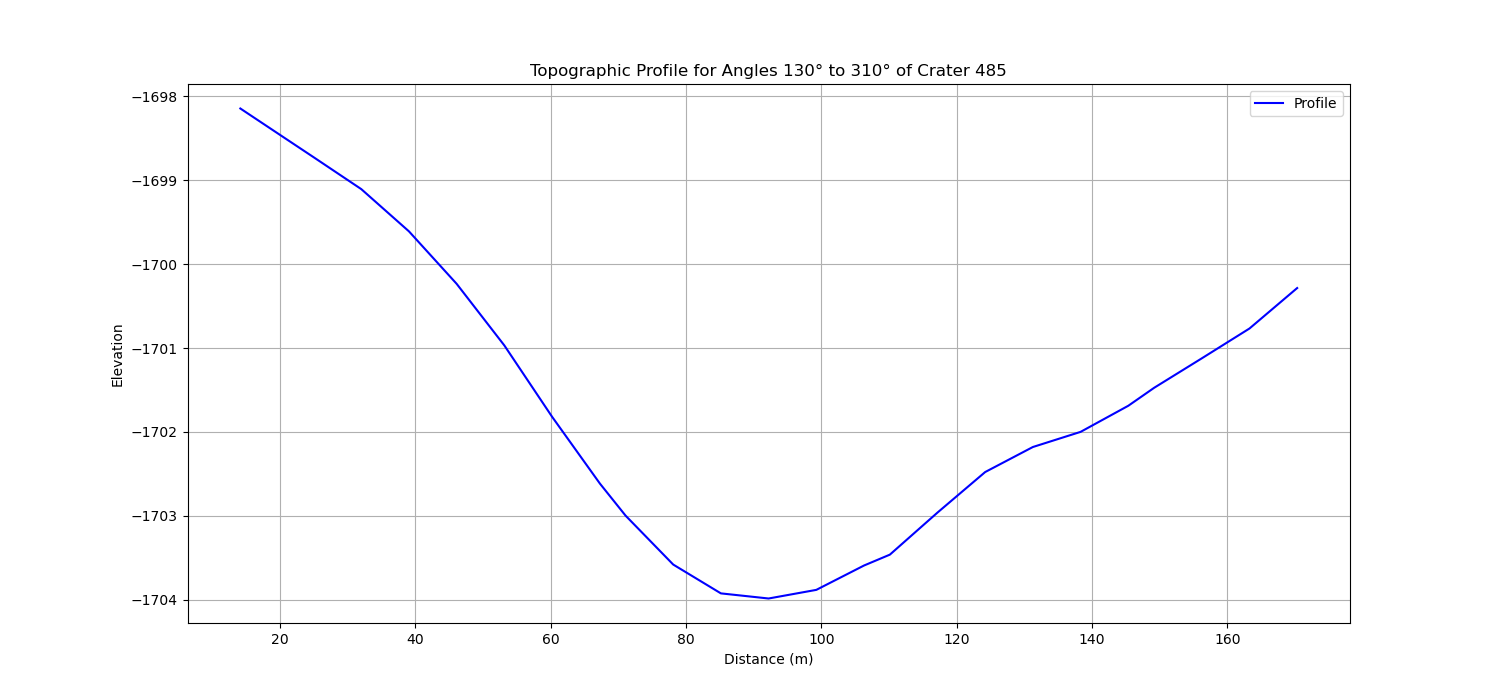 Topographic Profile for Angles 130° to 310° of Crater 485
Profile
−1698
−1699
−1700
−1701
−1702
−1703
−1704
Elevation
20 40 60 80 100 120 140 160
Distance (m)